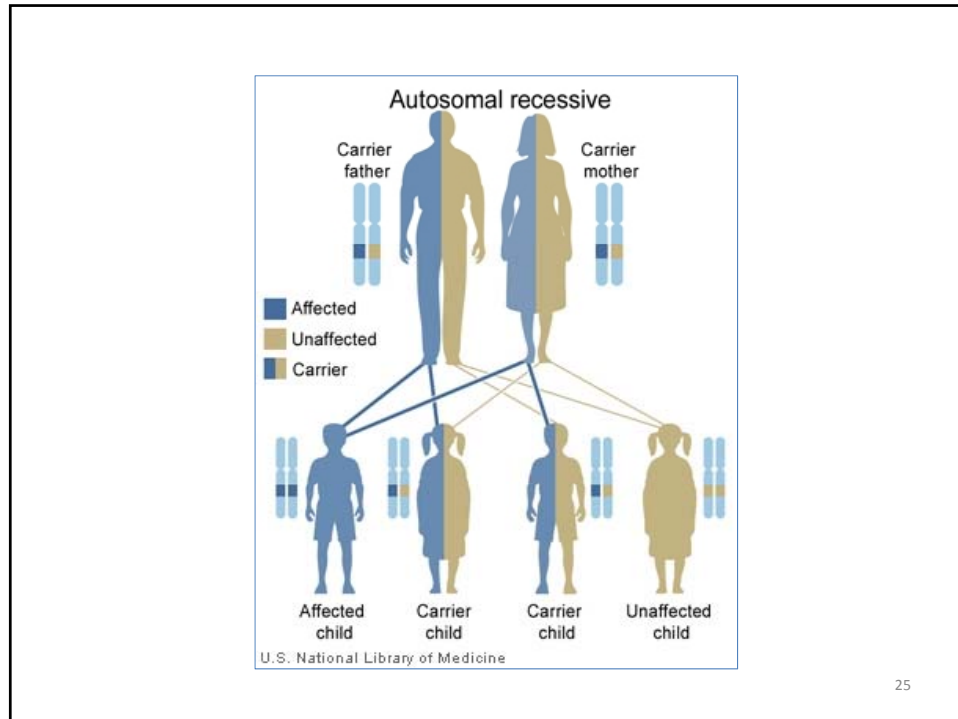 Autosomal recessive
Carrier
father
Carrier
mother
Affected
Unaffected
Carrier
Affected
child
Carrier
child
Carrier
child
Unaffected
child
U.S. National Library of Medicine
25